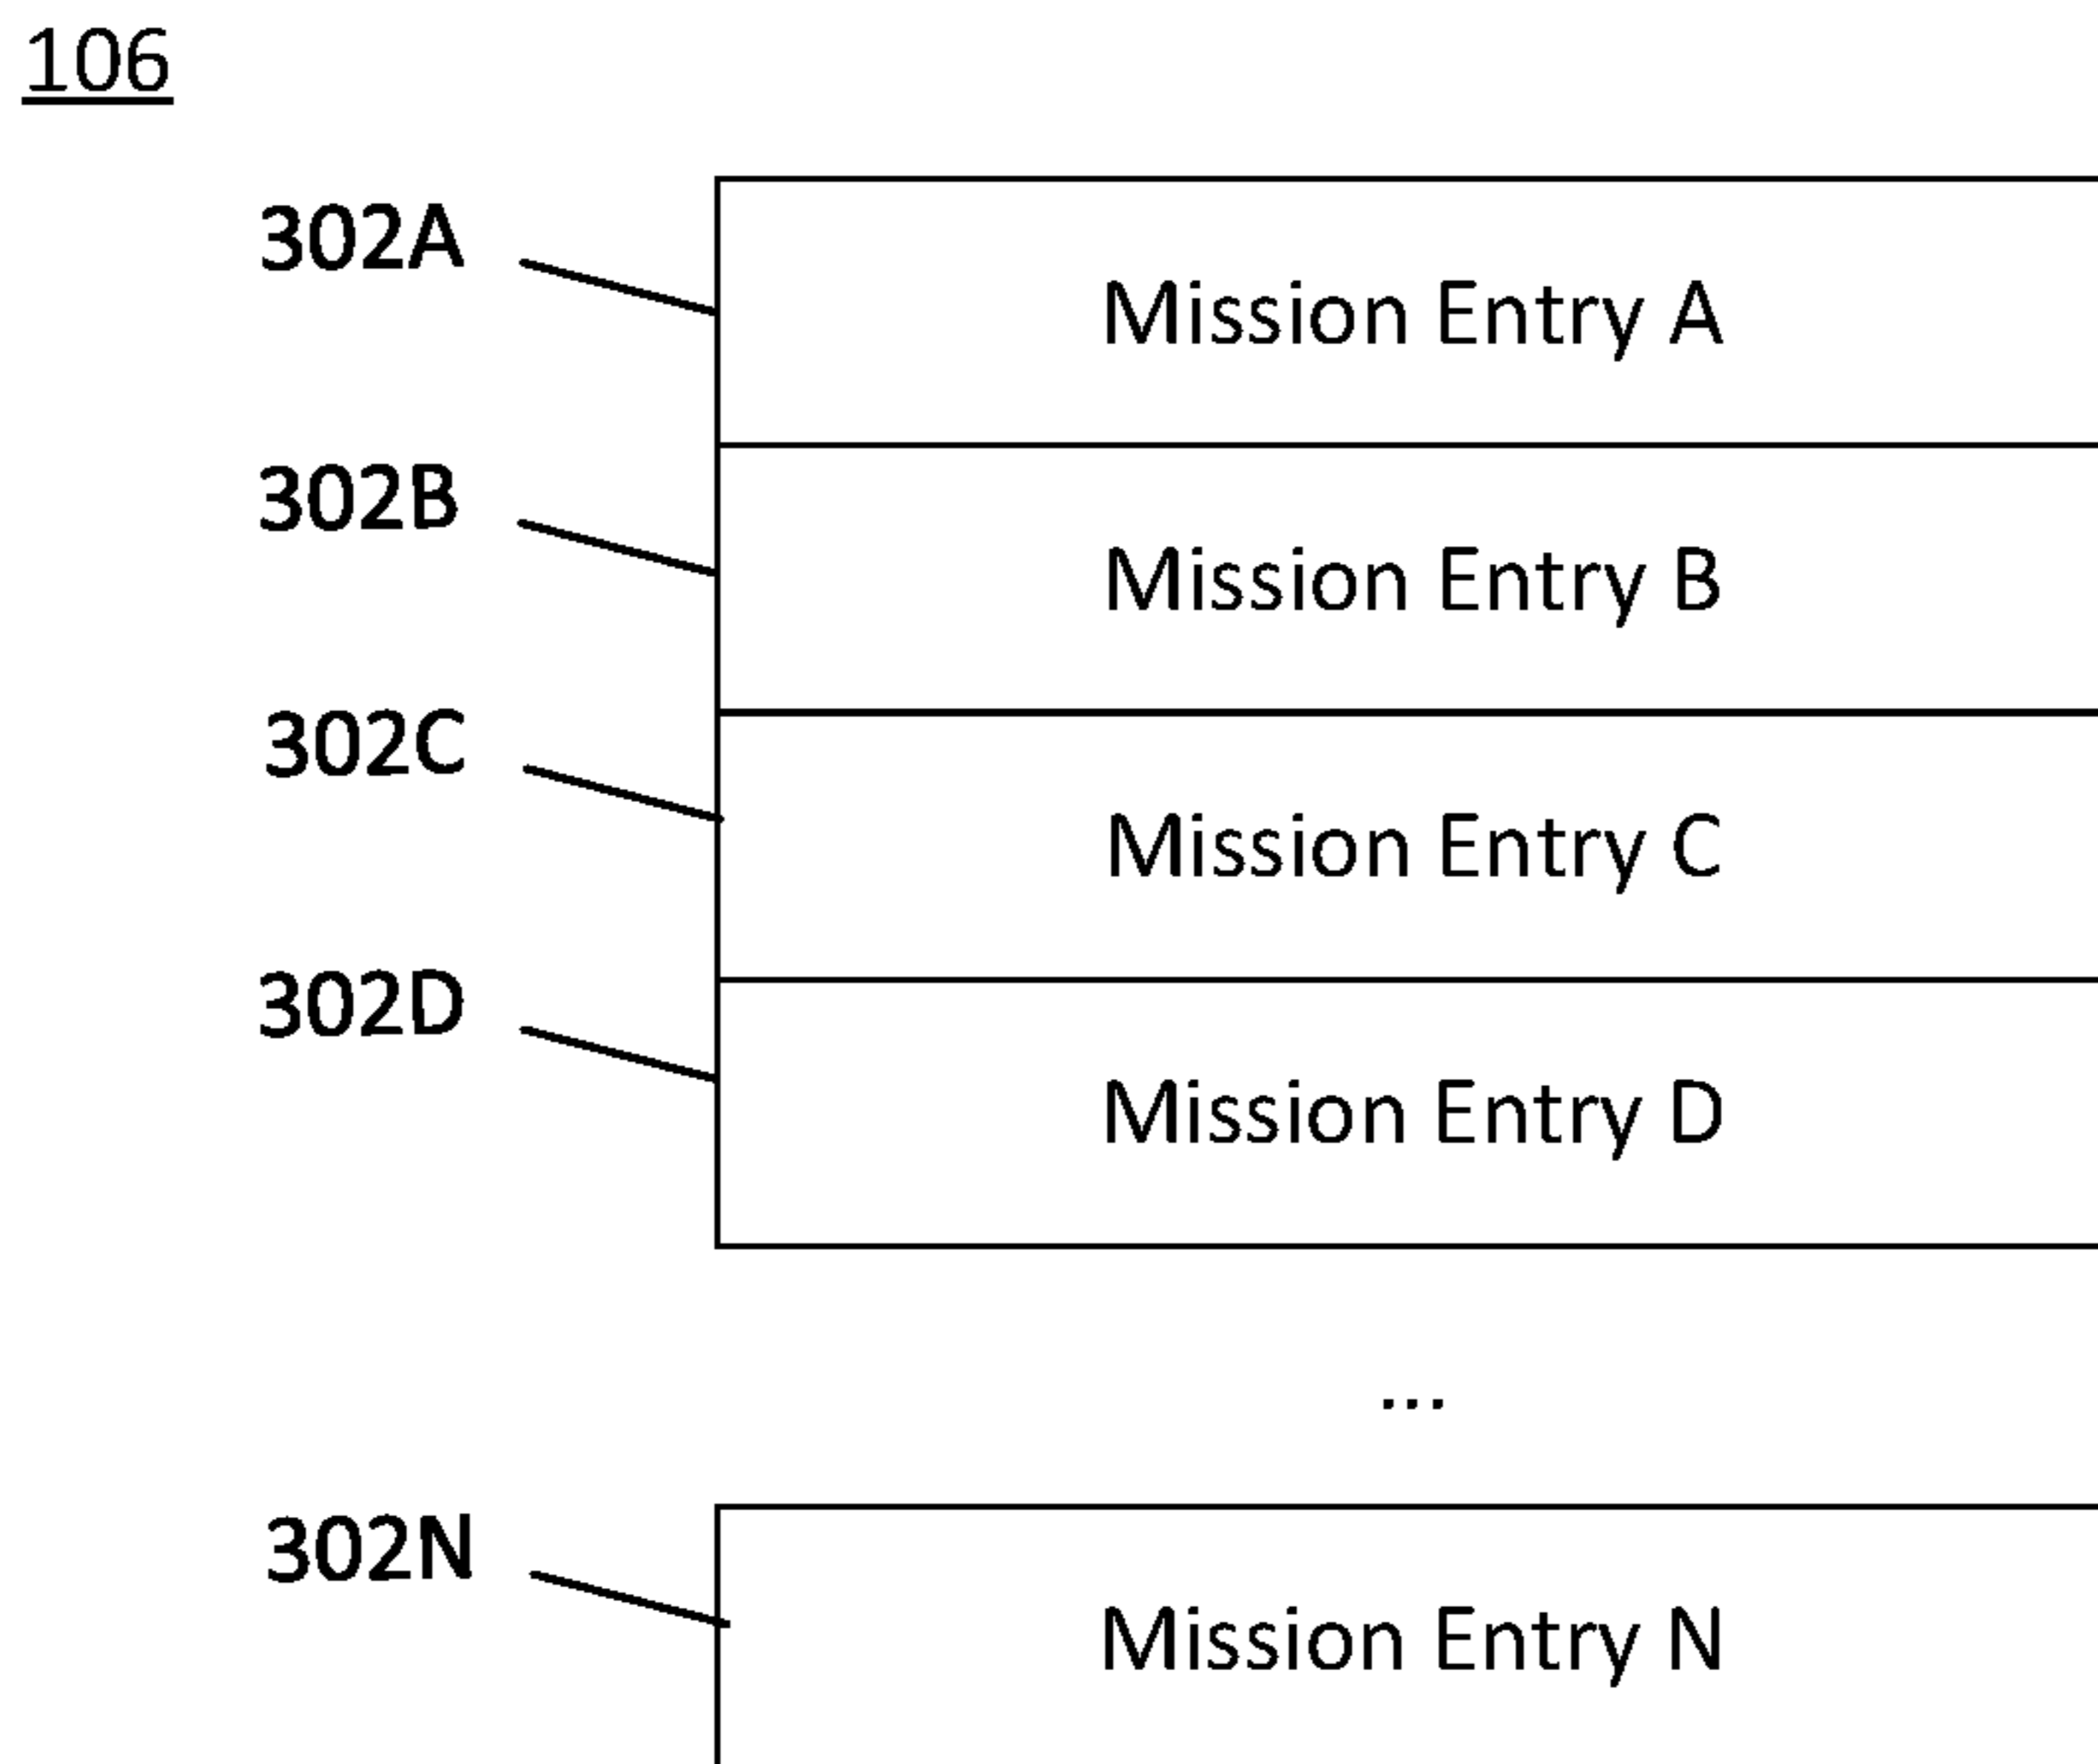 106
302A
Mission Entry A
302B
Mission Entry B
302C
Mission Entry C
302D
Mission Entry D
...
302N
Mission Entry N